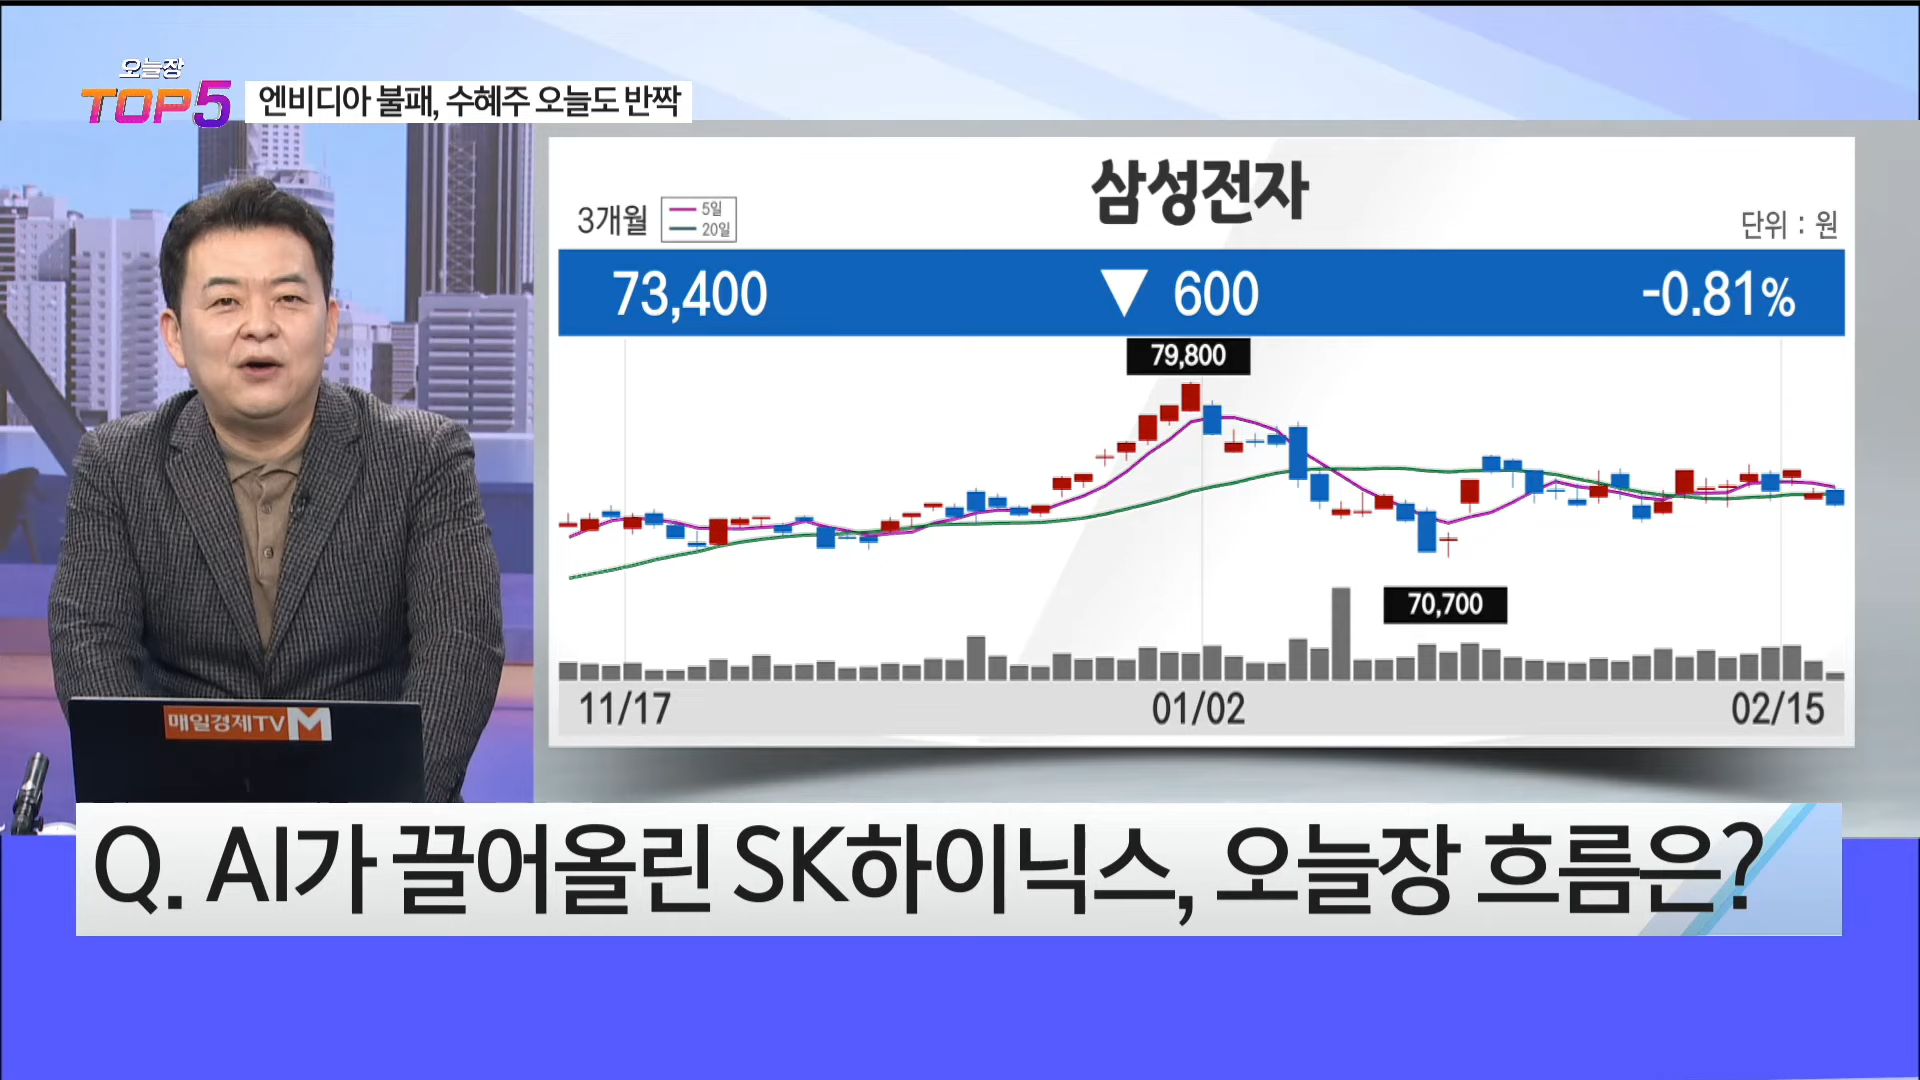 오늘장
TOP5
엔비디아 불패, 수혜주 오늘도 반짝
삼성전자
3개월
5일
20일
단위 : 원
73,400 ▼ 600 -0.81%
79,800
70,700
11/17 01/02 02/15
매일경제TV M
Q. AI가 끌어올린 SK하이닉스, 오늘장 흐름은?